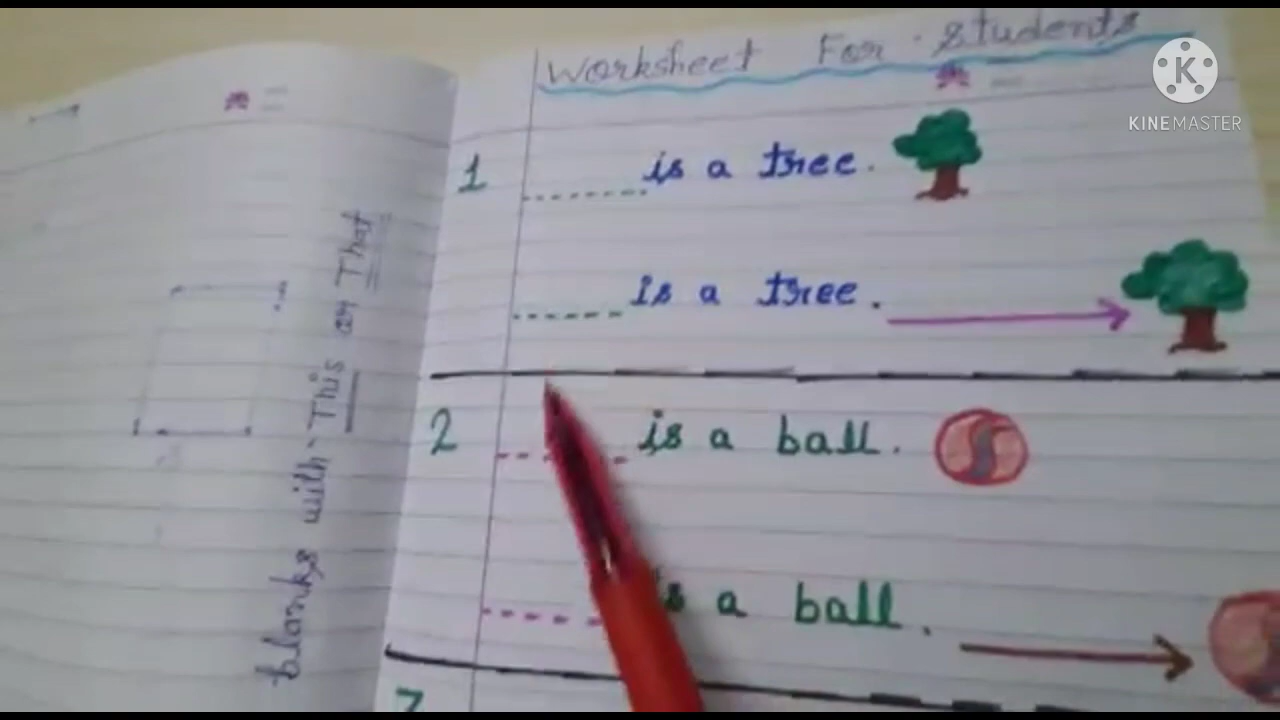 Worksheet For Students
1 ....... is a tree.
...... is a tree.
2 ....... is a ball.
is a ball.
blanks with This or That
KINEMASTER